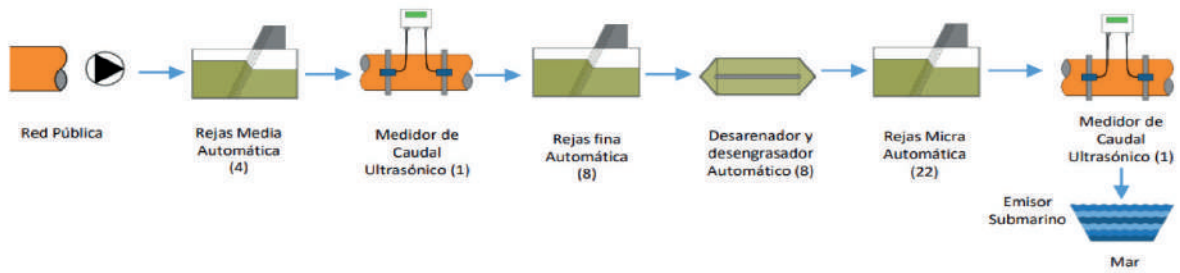 Red Pública
Rejas Media
Automática
(4)
Medidor de
Caudal
Ultrasónico (1)
Rejas fina
Automática
(8)
Desarenador y
desengrasador
Automático (8)
Rejas Micra
Automática
(22)
Medidor de
Caudal
Ultrasónico (1)
Emisor
Submarino
Mar